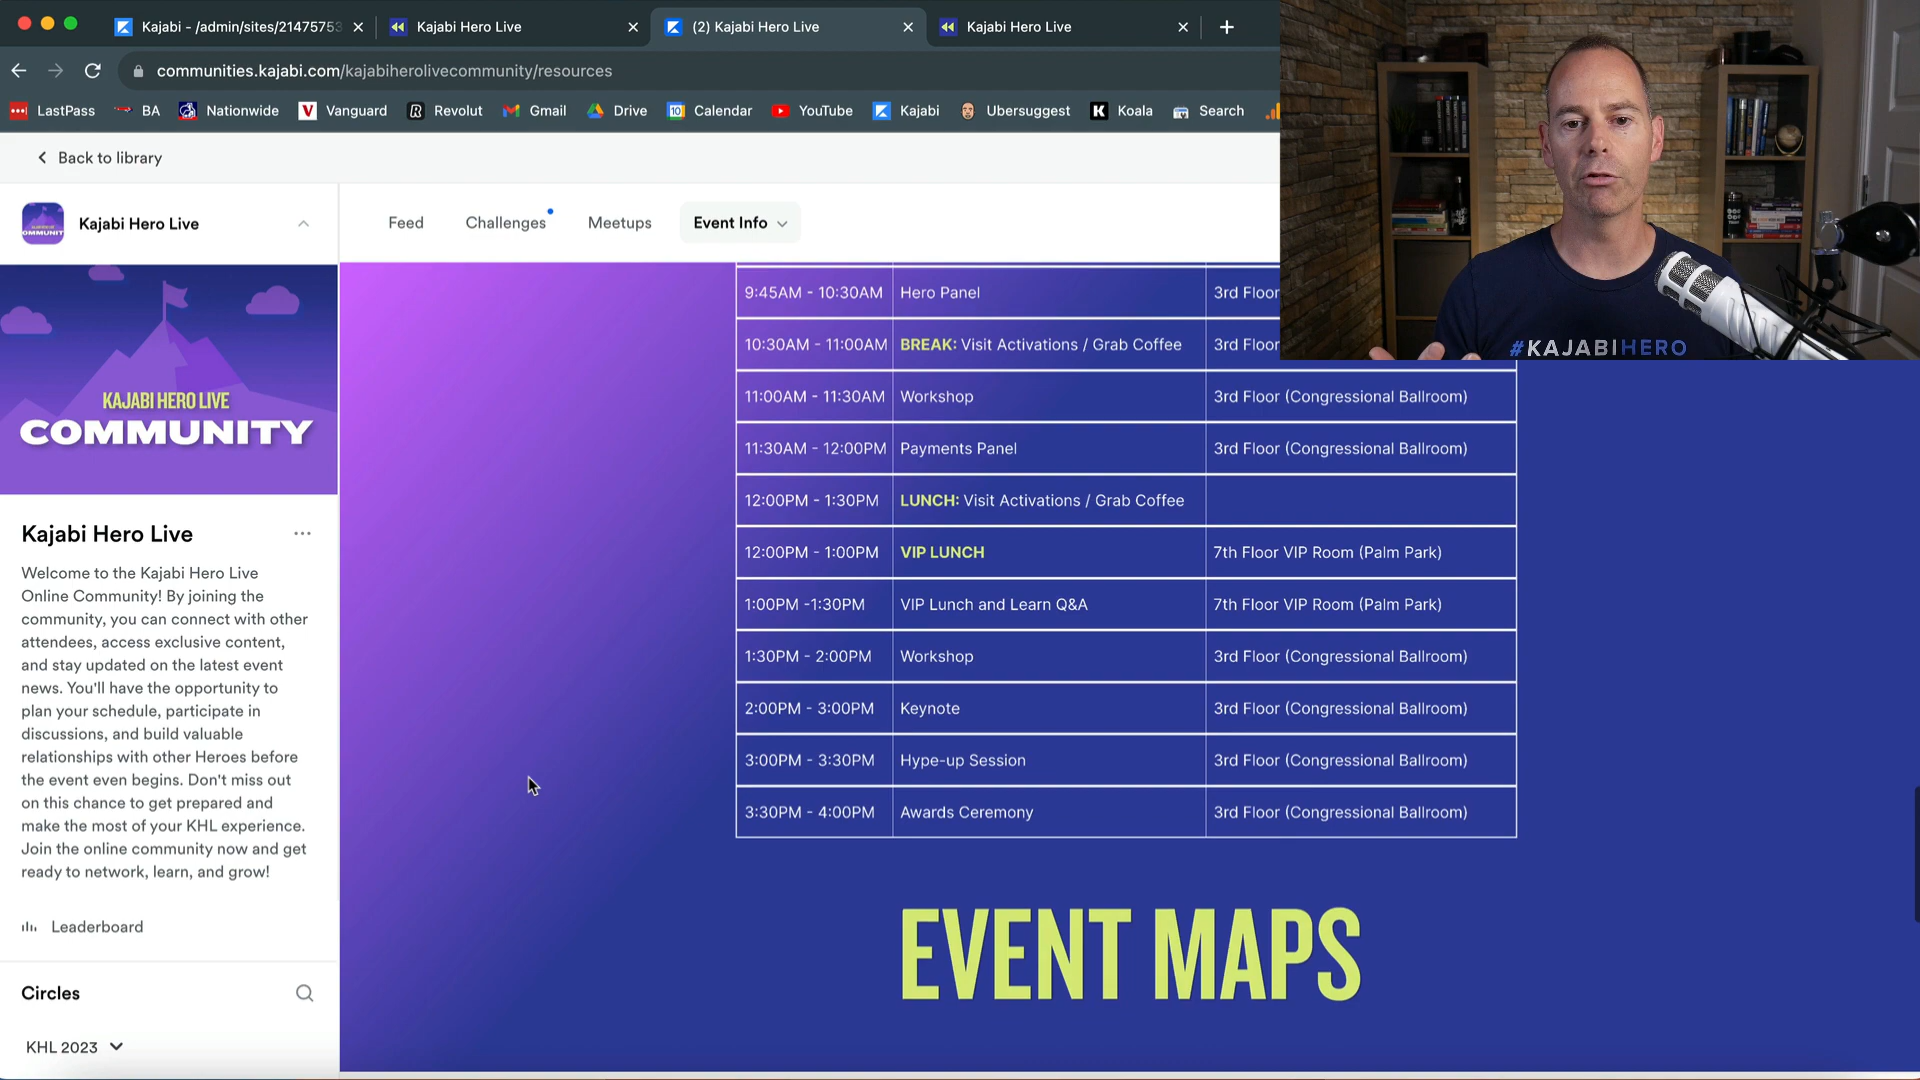 Kajabi - /admin/sites/21475753
Kajabi Hero Live
(2) Kajabi Hero Live
Kajabi Hero Live
communities.kajabi.com/kajabiherolivecommunity/resources
LastPass
BA
Nationwide
Vanguard
Revolut
Gmail
Drive
Calendar
YouTube
Kajabi
Ubersuggest
Koala
Search
Back to library
Kajabi Hero Live
Feed
Challenges
Meetups
Event Info
KAJABI HERO LIVE
COMMUNITY
Kajabi Hero Live
Welcome to the Kajabi Hero Live
Online Community! By joining the
community, you can connect with other
attendees, access exclusive content,
and stay updated on the latest event
news. You'll have the opportunity to
plan your schedule, participate in
discussions, and build valuable
relationships with other Heroes before
the event even begins. Don't miss out
on this chance to get prepared and
make the most of your KHL experience.
Join the online community now and get
ready to network, learn, and grow!
Leaderboard
Circles
KHL 2023
9:45AM - 10:30AM Hero Panel 3rd Floor
10:30AM - 11:00AM BREAK: Visit Activations / Grab Coffee 3rd Floor
11:00AM - 11:30AM Workshop 3rd Floor (Congressional Ballroom)
11:30AM - 12:00PM Payments Panel 3rd Floor (Congressional Ballroom)
12:00PM - 1:30PM LUNCH: Visit Activations / Grab Coffee
12:00PM - 1:00PM VIP LUNCH 7th Floor VIP Room (Palm Park)
1:00PM -1:30PM VIP Lunch and Learn Q&A 7th Floor VIP Room (Palm Park)
1:30PM - 2:00PM Workshop 3rd Floor (Congressional Ballroom)
2:00PM - 3:00PM Keynote 3rd Floor (Congressional Ballroom)
3:00PM - 3:30PM Hype-up Session 3rd Floor (Congressional Ballroom)
3:30PM - 4:00PM Awards Ceremony 3rd Floor (Congressional Ballroom)
EVENT MAPS
#KAJABIHERO